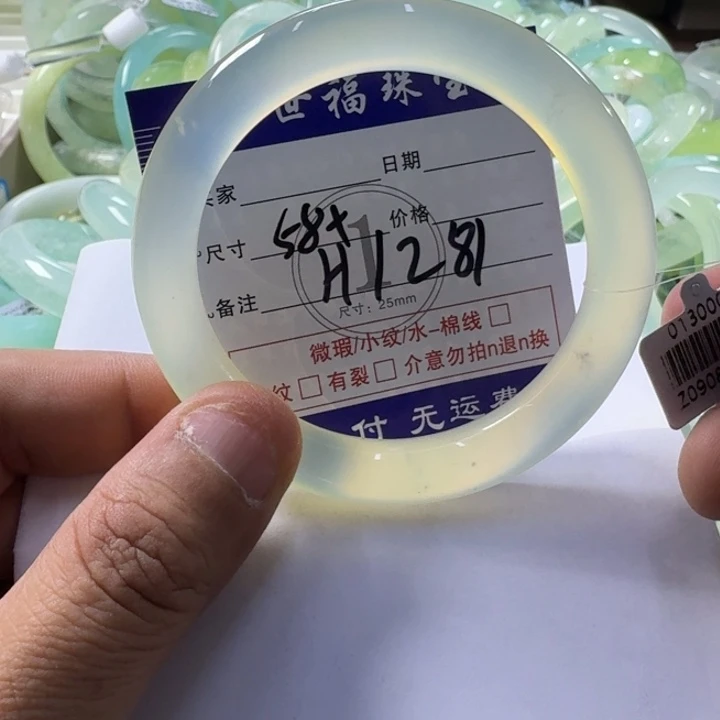 世福珠宝
家 日期
尺寸 58+ 价格
H1281
备注
1
尺寸：25mm
微瑕/小纹/水-棉线 □
纹 □ 有裂 □ 介意勿拍n退n换
付 无运费
01300
Z090